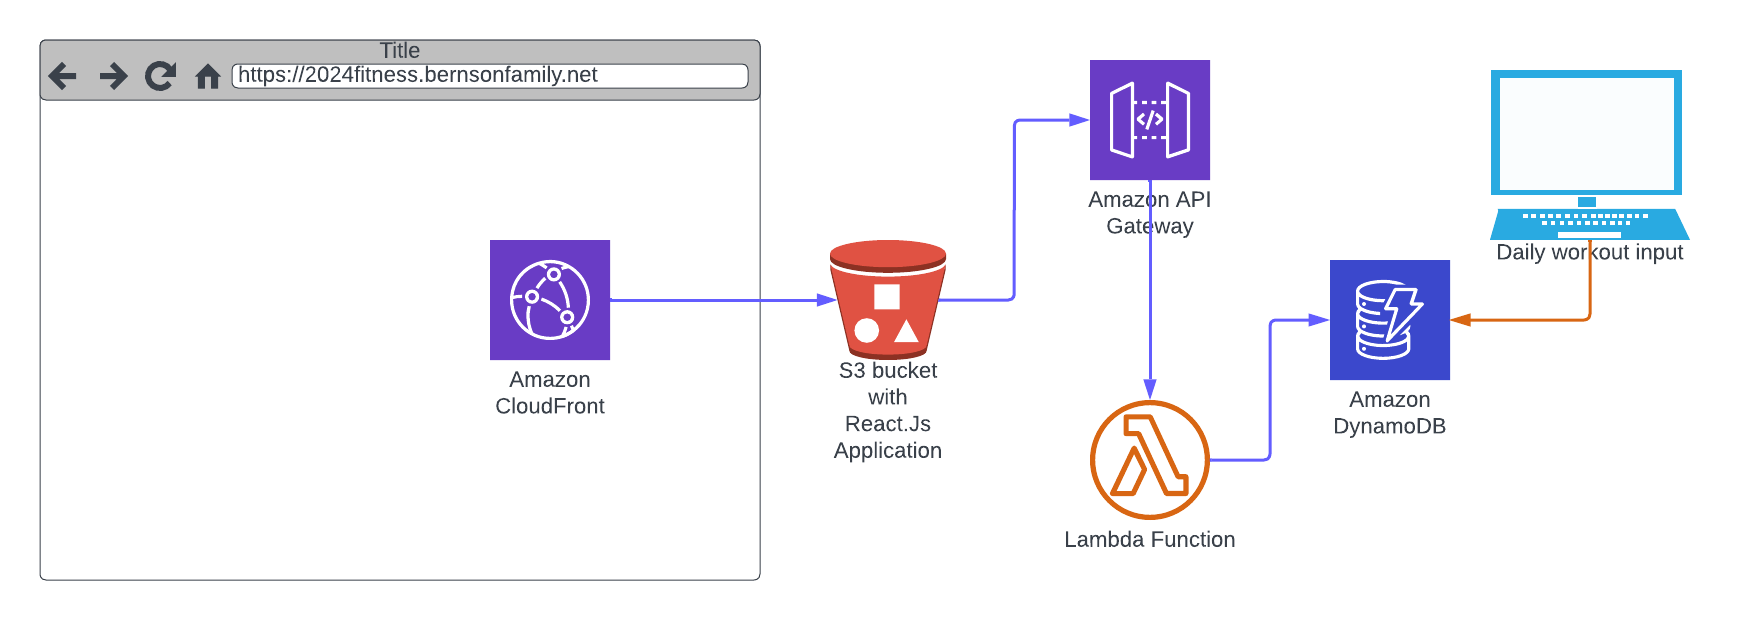 Title
https://2024fitness.bernsonfamily.net
Amazon
CloudFront
S3 bucket
with
React.Js
Application
Amazon API
Gateway
Lambda Function
Amazon
DynamoDB
Daily workout input